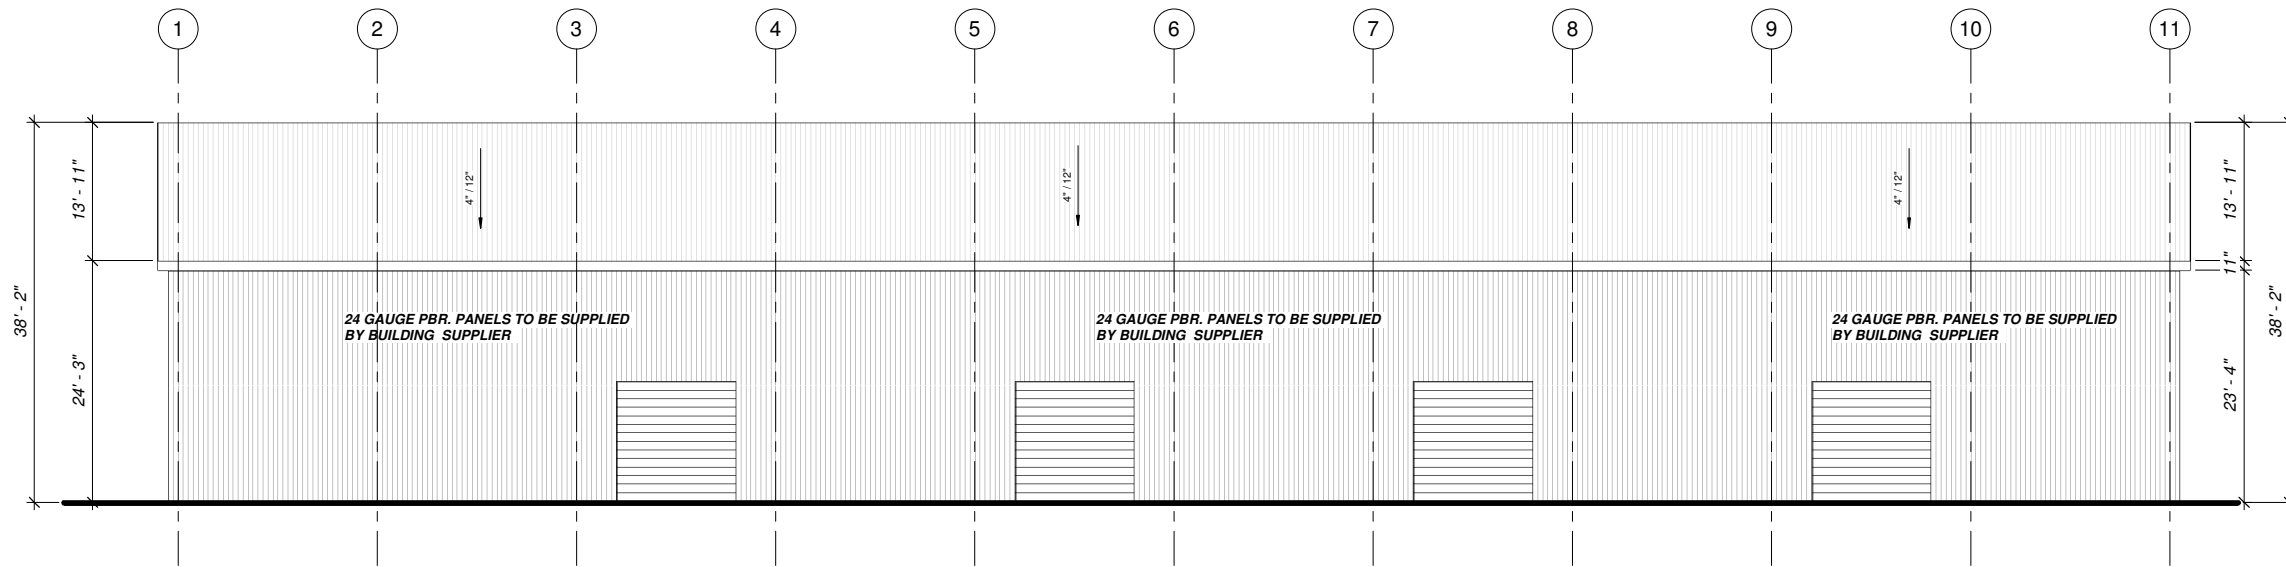 1 2 3 4 5 6 7 8 9 10 11
38' - 2"
13' - 11"
24' - 3"
4" / 12"
4" / 12"
4" / 12"
24 GAUGE PBR. PANELS TO BE SUPPLIED
BY BUILDING  SUPPLIER
24 GAUGE PBR. PANELS TO BE SUPPLIED
BY BUILDING  SUPPLIER
24 GAUGE PBR. PANELS TO BE SUPPLIED
BY BUILDING  SUPPLIER
13' - 11"
11"
23' - 4"
38' - 2"